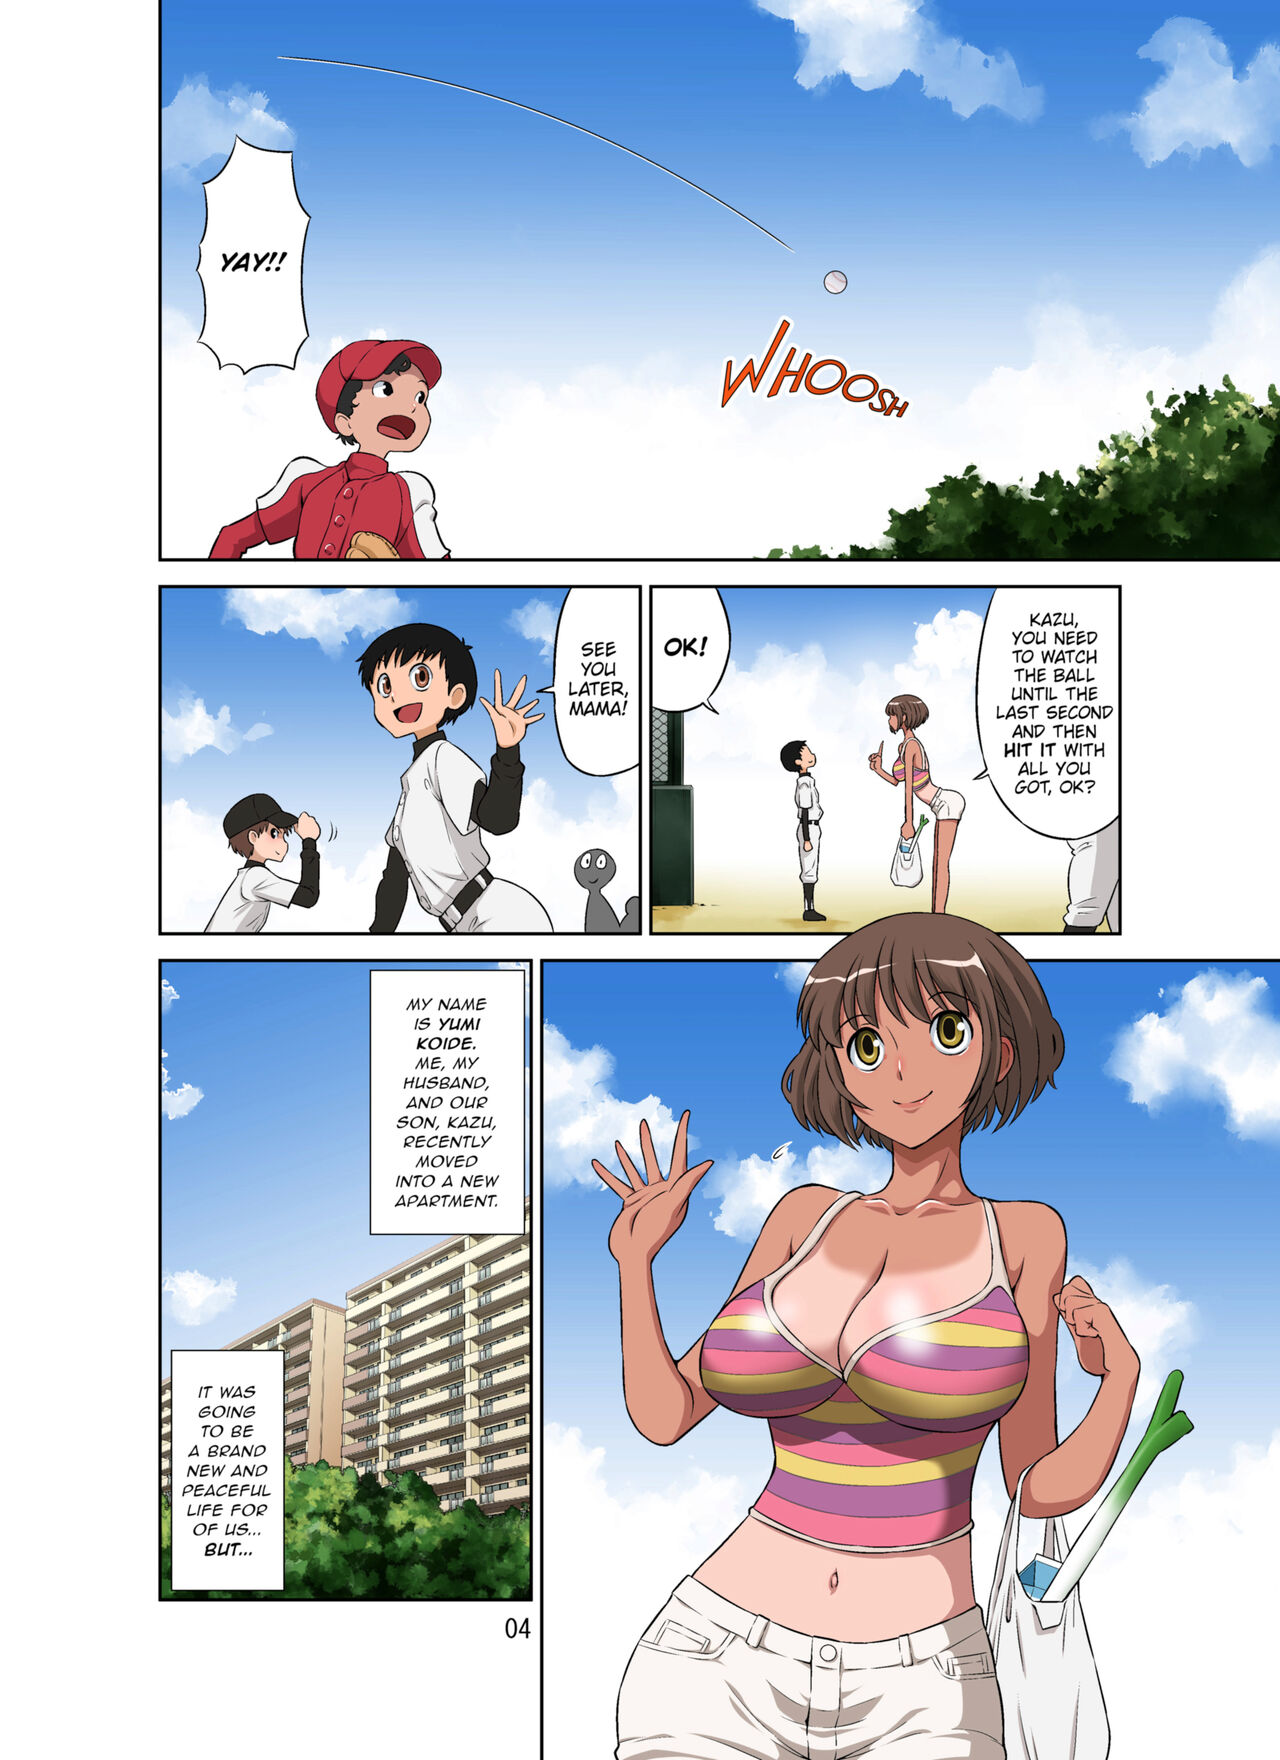 YAY!!
WHOOSH
KAZU,
YOU NEED
TO WATCH
THE BALL
UNTIL THE
LAST SECOND
AND THEN
HIT IT WITH
ALL YOU
GOT, OK?
OK!
SEE
YOU
LATER,
MAMA!
MY NAME
IS YUMI
KOIDE.
ME, MY
HUSBAND,
AND OUR
SON, KAZU,
RECENTLY
MOVED
INTO A NEW
APARTMENT.
IT WAS
GOING
TO BE
A BRAND
NEW AND
PEACEFUL
LIFE FOR
OF US...
BUT...
04